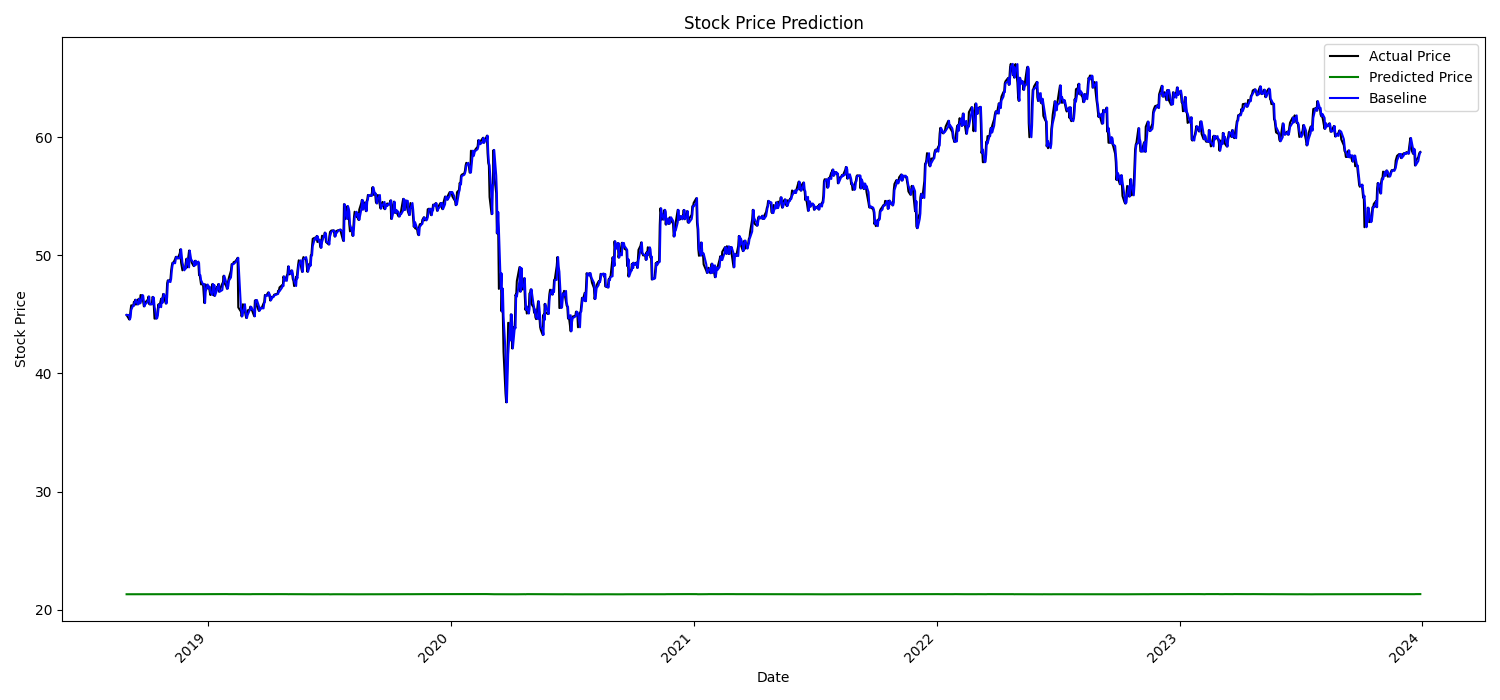 Stock Price Prediction
Actual Price
Predicted Price
Baseline
Stock Price
60
50
40
30
20
2019
2020
2021
2022
2023
2024
Date